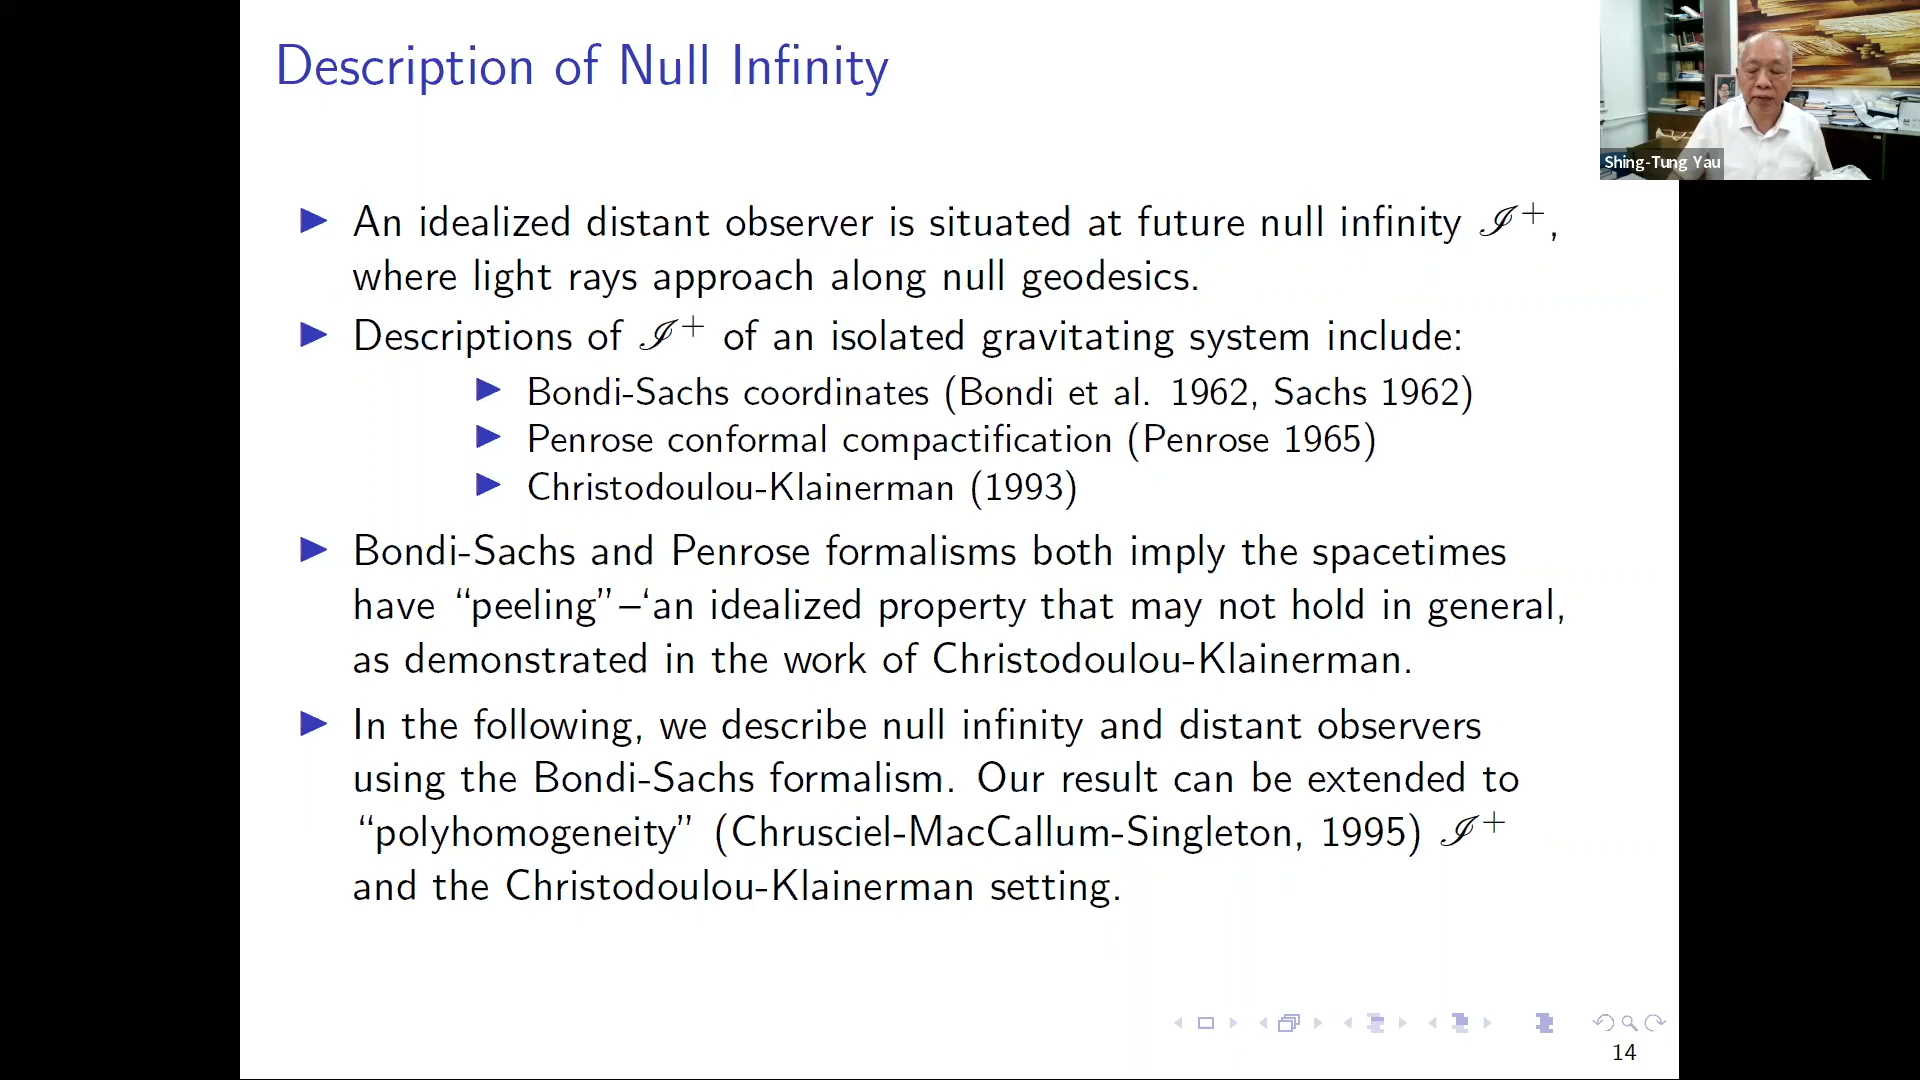 Description of Null Infinity
Shing-Tung Yau
▶ An idealized distant observer is situated at future null infinity ℐ⁺,
where light rays approach along null geodesics.
▶ Descriptions of ℐ⁺ of an isolated gravitating system include:
▶ Bondi-Sachs coordinates (Bondi et al. 1962, Sachs 1962)
▶ Penrose conformal compactification (Penrose 1965)
▶ Christodoulou-Klainerman (1993)
▶ Bondi-Sachs and Penrose formalisms both imply the spacetimes
have “peeling”–‘an idealized property that may not hold in general,
as demonstrated in the work of Christodoulou-Klainerman.
▶ In the following, we describe null infinity and distant observers
using the Bondi-Sachs formalism. Our result can be extended to
“polyhomogeneity” (Chrusciel-MacCallum-Singleton, 1995) ℐ⁺
and the Christodoulou-Klainerman setting.
14